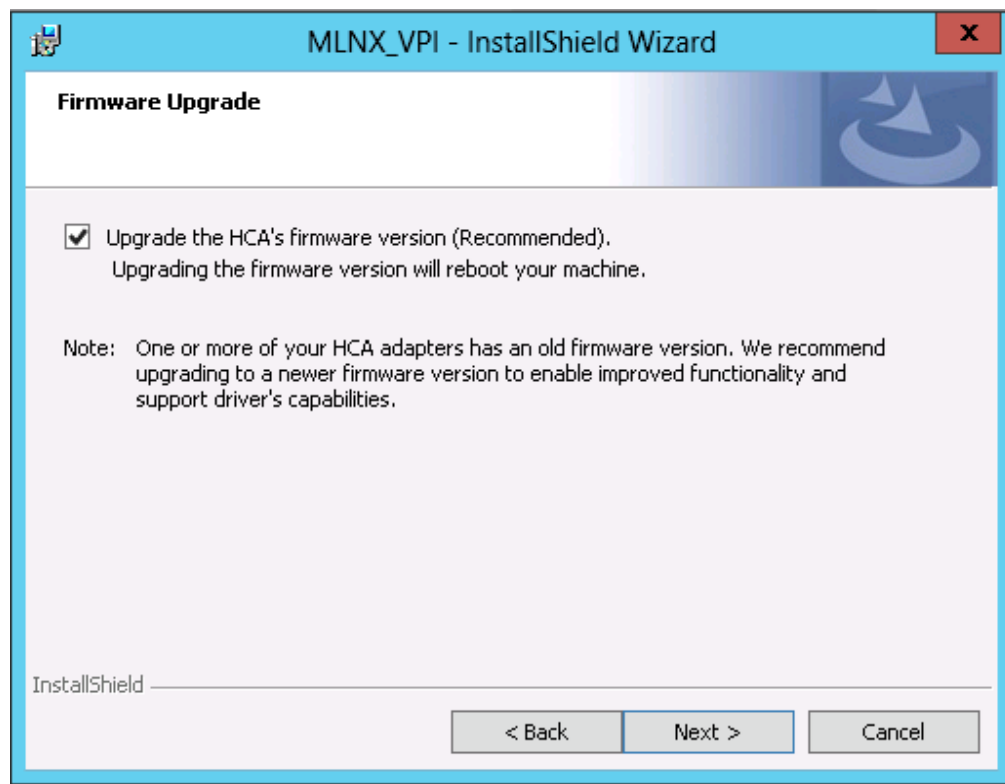 MLNX_VPI - InstallShield Wizard
x
Firmware Upgrade
Upgrade the HCA's firmware version (Recommended).
Upgrading the firmware version will reboot your machine.
Note: One or more of your HCA adapters has an old firmware version. We recommend
upgrading to a newer firmware version to enable improved functionality and
support driver's capabilities.
InstallShield
< Back Next > Cancel